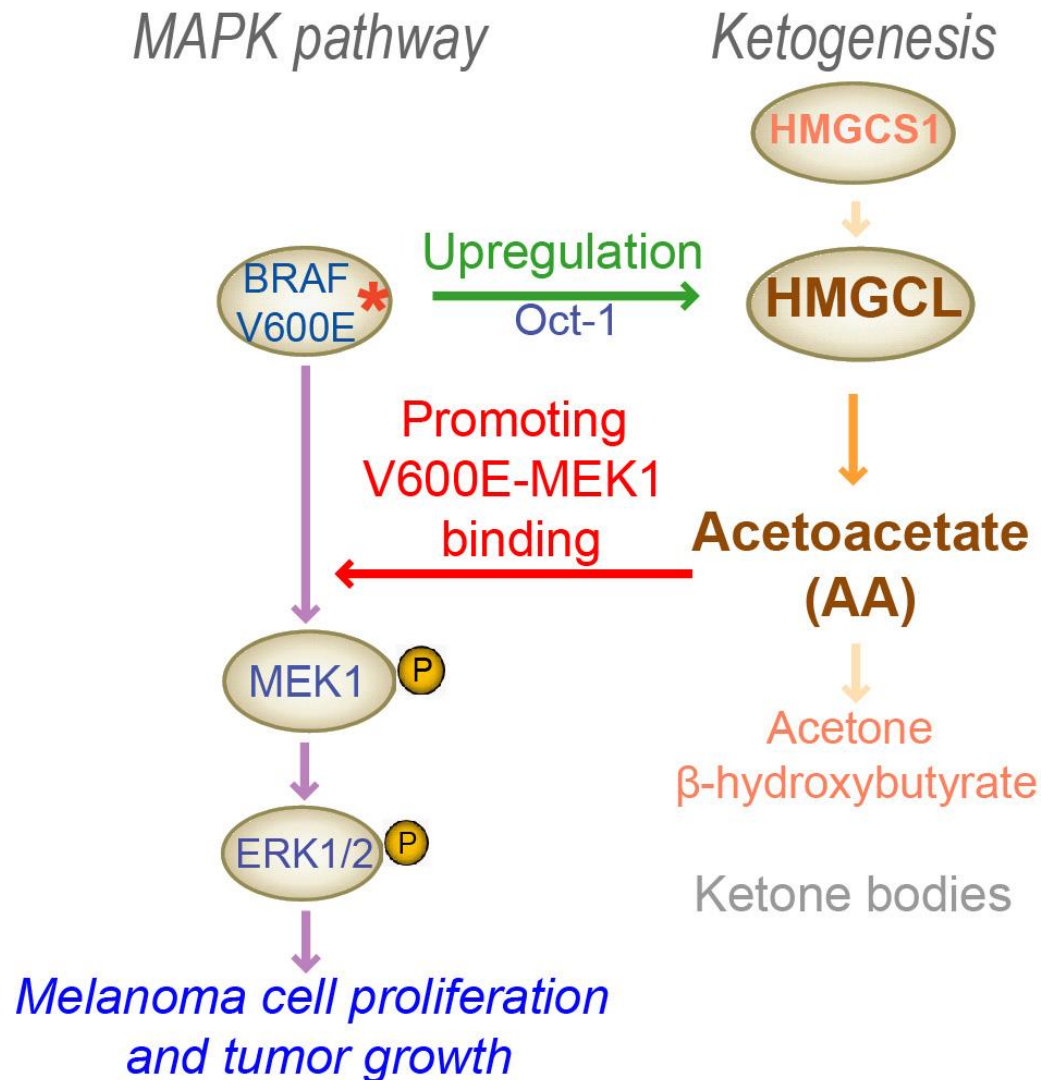 MAPK pathway
Ketogenesis
HMGCS1
BRAF
V600E
*
Upregulation
Oct-1
HMGCL
Promoting
V600E-MEK1
binding
Acetoacetate
(AA)
MEK1
P
Acetone
β-hydroxybutyrate
ERK1/2
P
Ketone bodies
Melanoma cell proliferation
and tumor growth